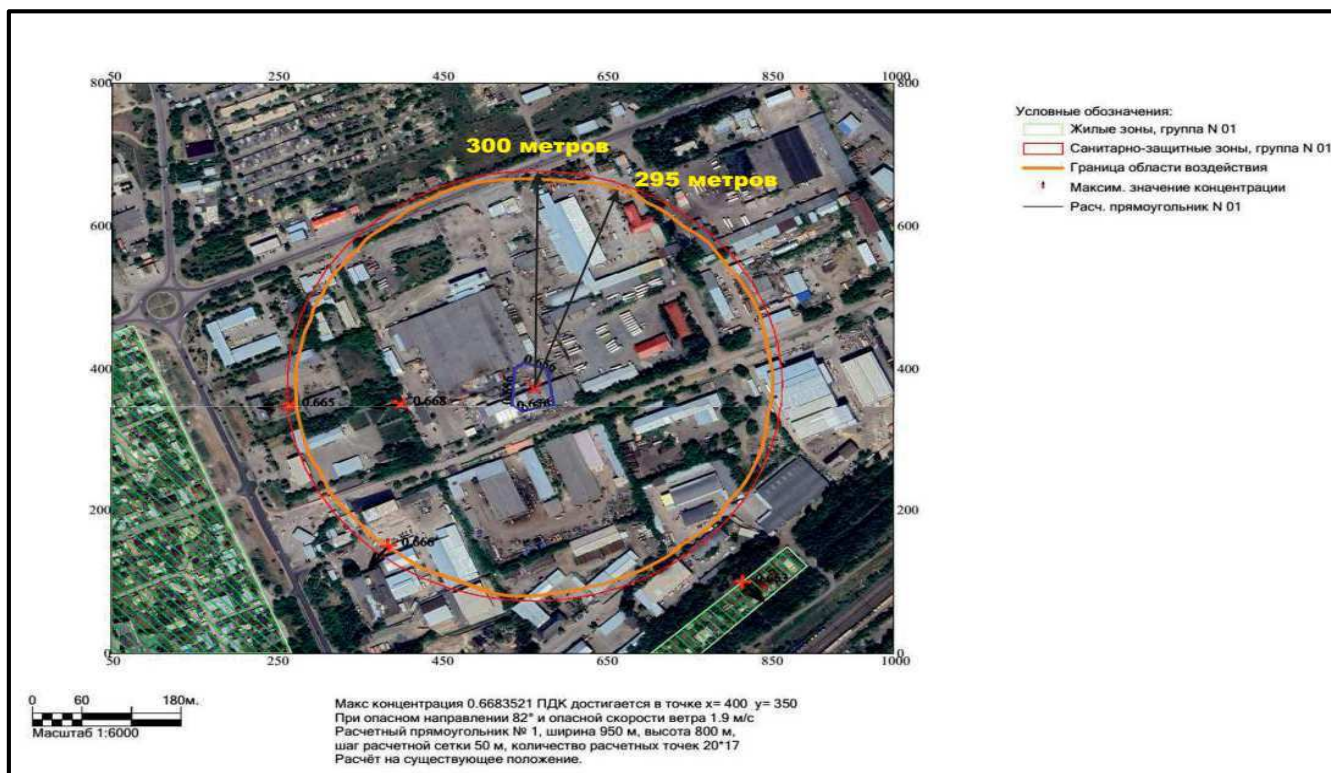 50 250 450 650 850 1000
800 800
300 метров
295 метров
600 600
400 400
0.656
0.665
0.668
200 200
0.666
0.663
0 0
50 250 450 650 850 1000
Условные обозначения:
Жилые зоны, группа N 01
Санитарно-защитные зоны, группа N 01
Граница области воздействия
Максим. значение концентрации
Расч. прямоугольник N 01
0 60 180м.
Масштаб 1:6000
Макс концентрация 0.6683521 ПДК достигается в точке x= 400 y= 350
При опасном направлении 82° и опасной скорости ветра 1.9 м/с
Расчетный прямоугольник № 1, ширина 950 м, высота 800 м,
шаг расчетной сетки 50 м, количество расчетных точек 20*17
Расчёт на существующее положение.